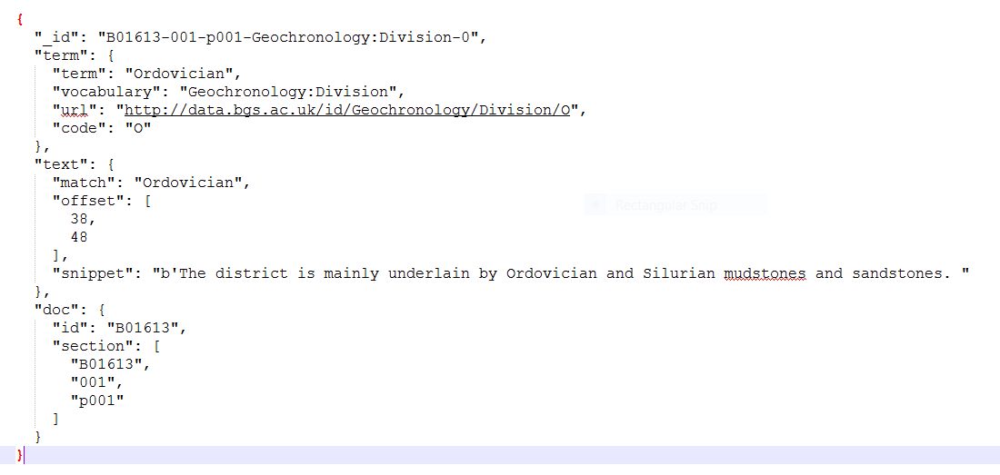 {
  "_id": "B01613-001-p001-Geochronology:Division-0",
  "term": {
    "term": "Ordovician",
    "vocabulary": "Geochronology:Division",
    "url": "http://data.bgs.ac.uk/id/Geochronology/Division/O",
    "code": "O"
  },
  "text": {
    "match": "Ordovician",
    "offset": [
      38,
      48
    ],
    "snippet": "b'The district is mainly underlain by Ordovician and Silurian mudstones and sandstones. "
  },
  "doc": {
    "id": "B01613",
    "section": [
      "B01613",
      "001",
      "p001"
    ]
  }
}
Rectangular Snip